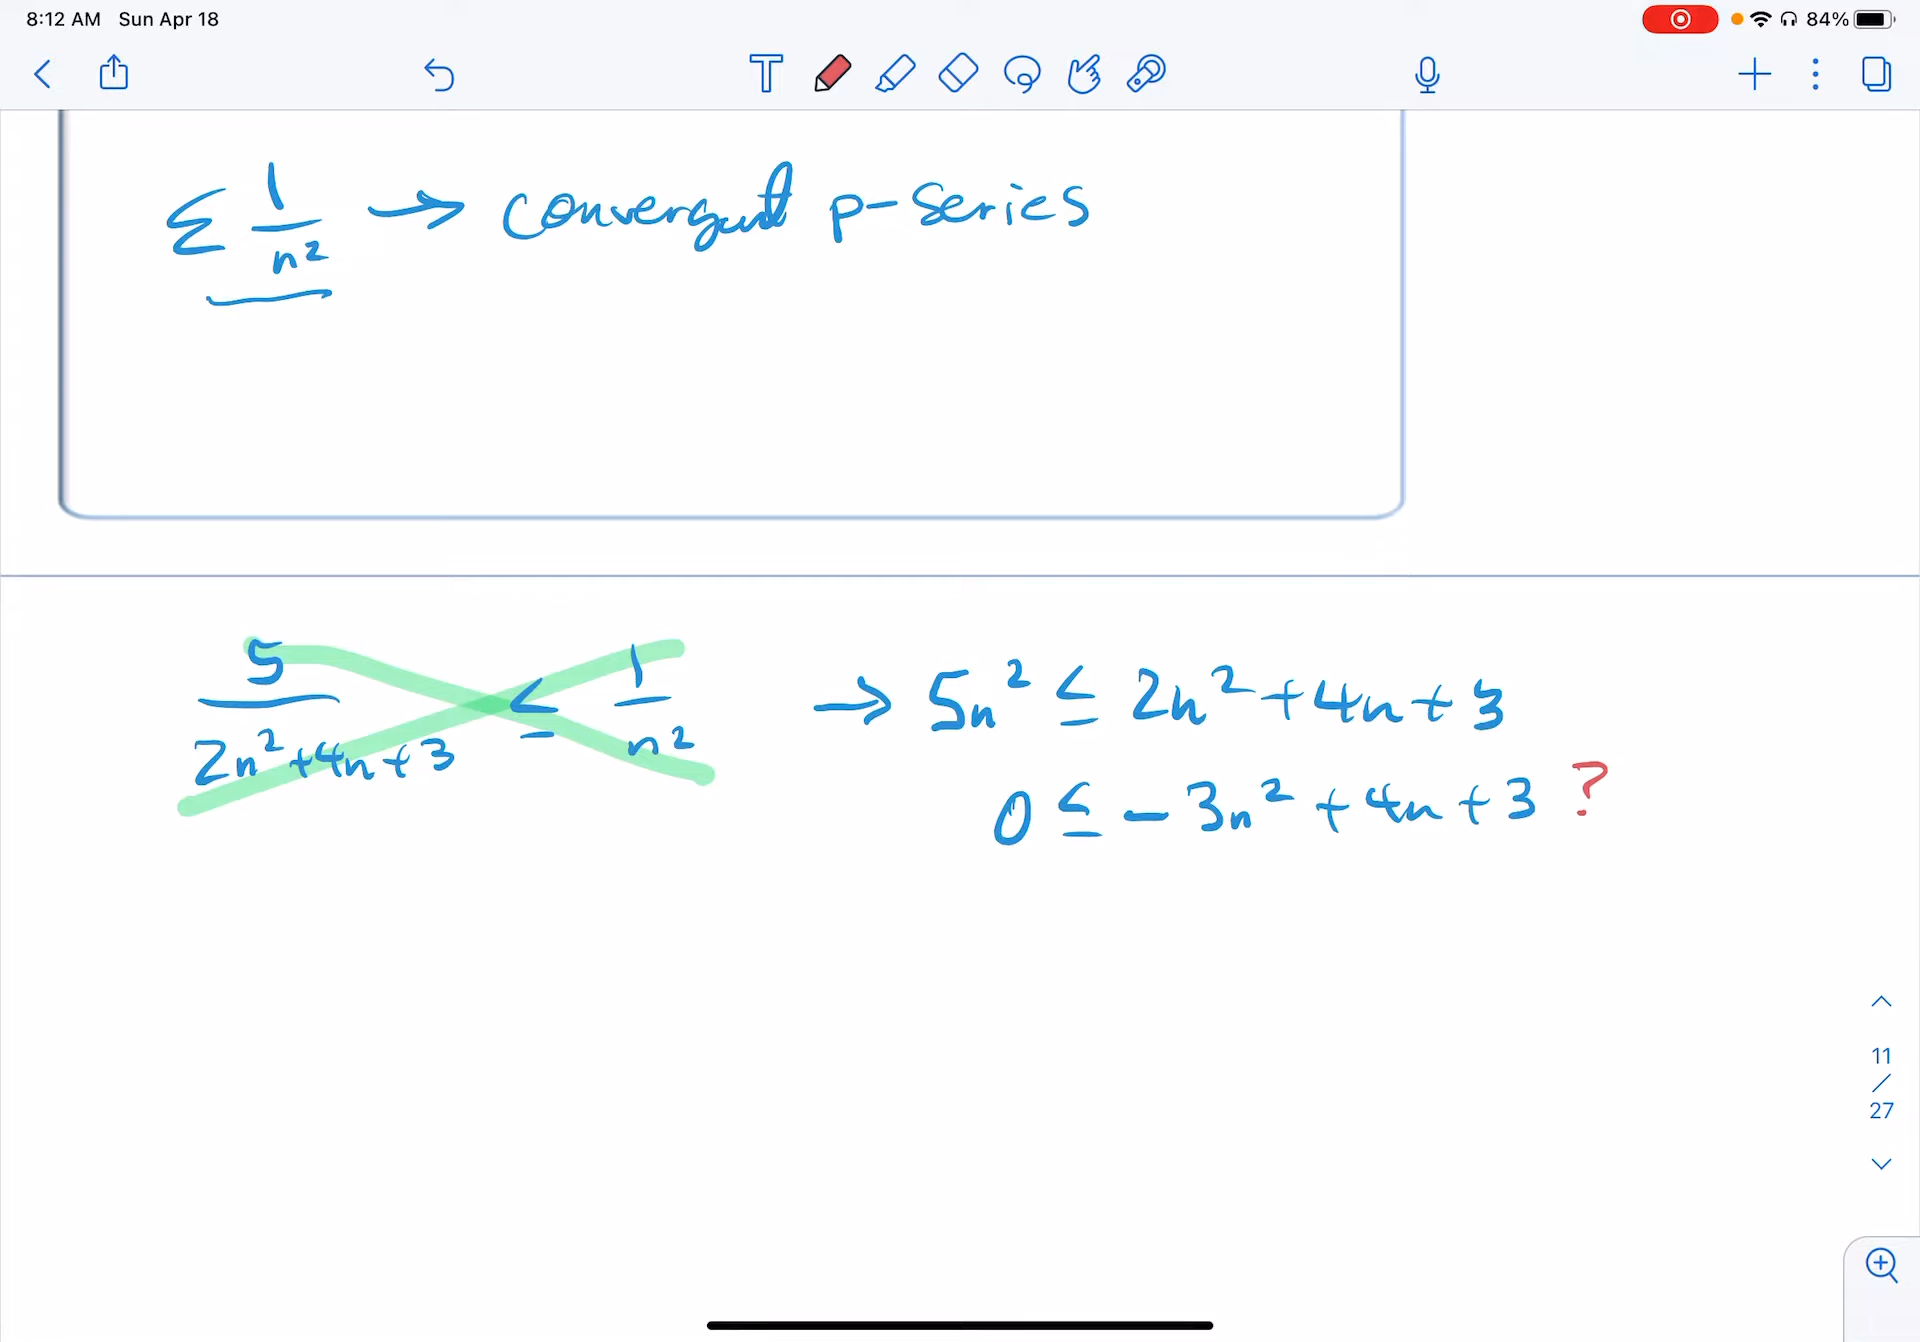 8:12 AM Sun Apr 18
84%
Σ 1/n² → convergent p-series
5/(2n²+4n+3) ≤ 1/n² → 5n² ≤ 2n²+4n+3
0 ≤ -3n²+4n+3 ?
11
/
27